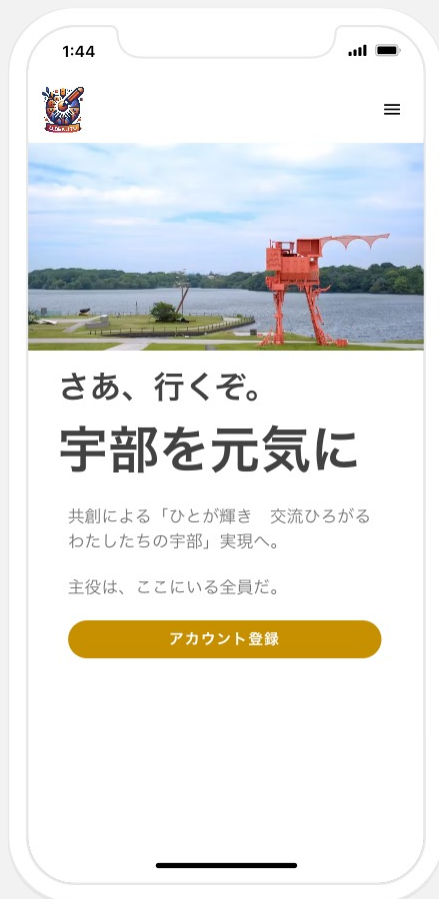 1:44
さあ、行くぞ。
宇部を元気に
共創による「ひとが輝き　交流ひろがる
わたしたちの宇部」実現へ。
主役は、ここにいる全員だ。
アカウント登録